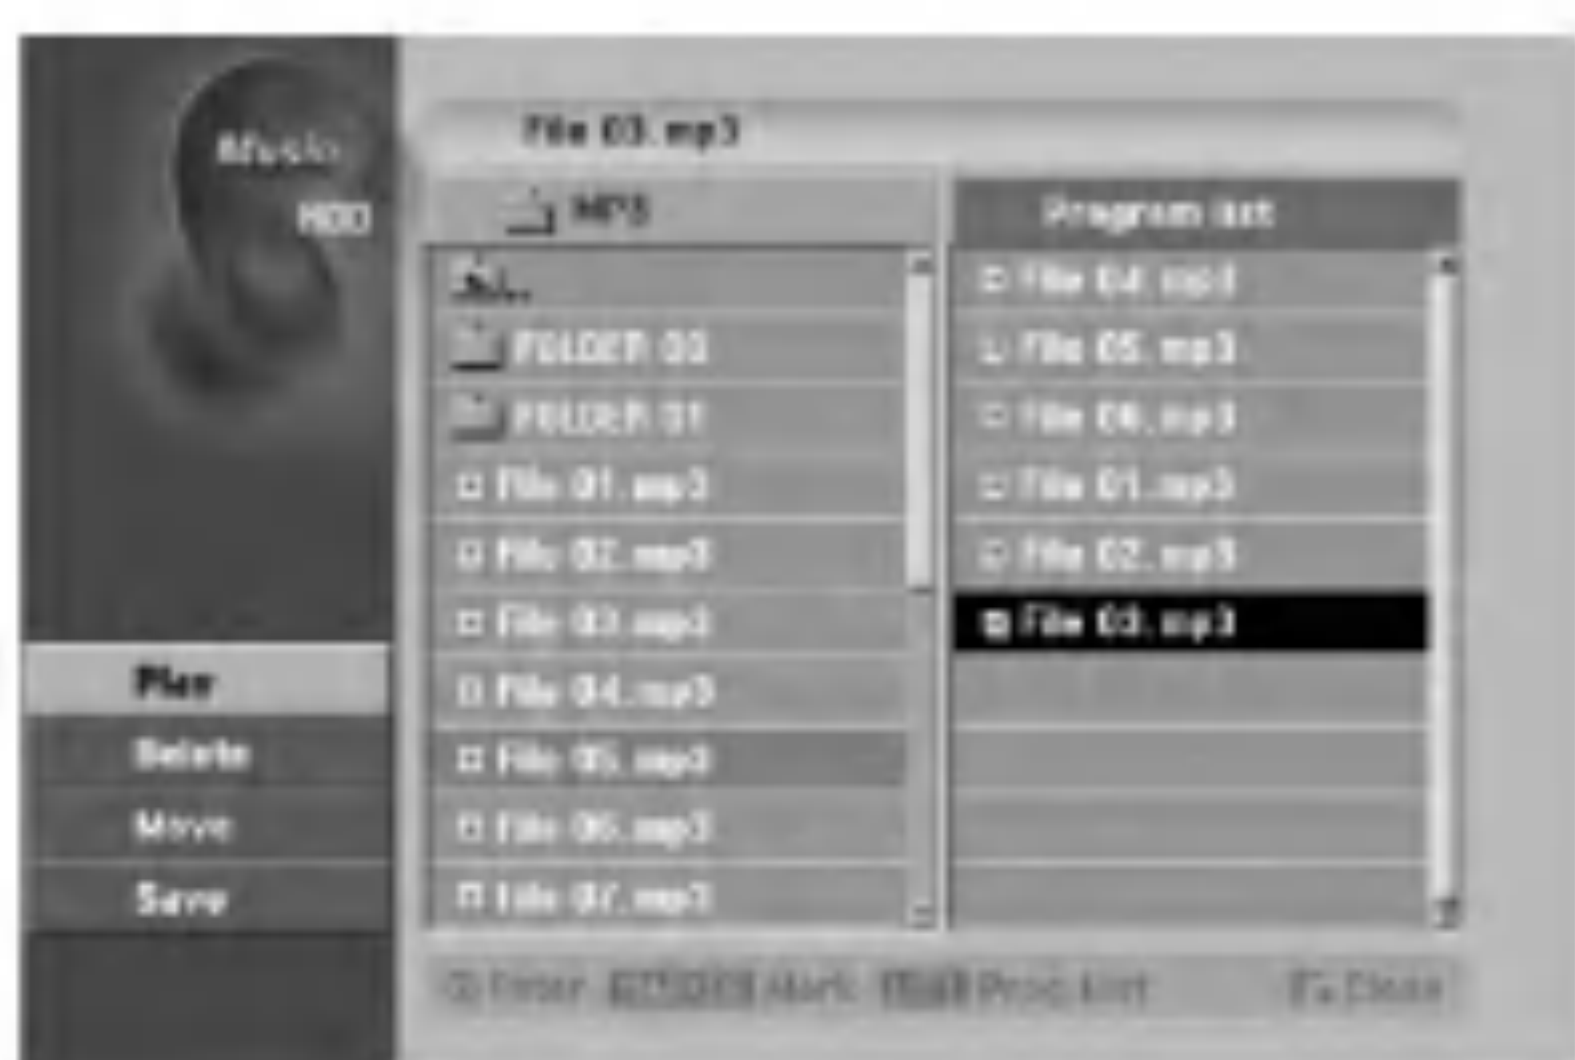 Music
HDD
File 03.mp3
MP3
Program list
FOLDER 00
FOLDER 01
File 01.mp3
File 02.mp3
File 03.mp3
File 04.mp3
File 05.mp3
File 06.mp3
File 07.mp3
File 04.mp3
File 05.mp3
File 06.mp3
File 01.mp3
File 02.mp3
File 03.mp3
Play
Delete
Move
Save
Enter Mark Prog.List Close